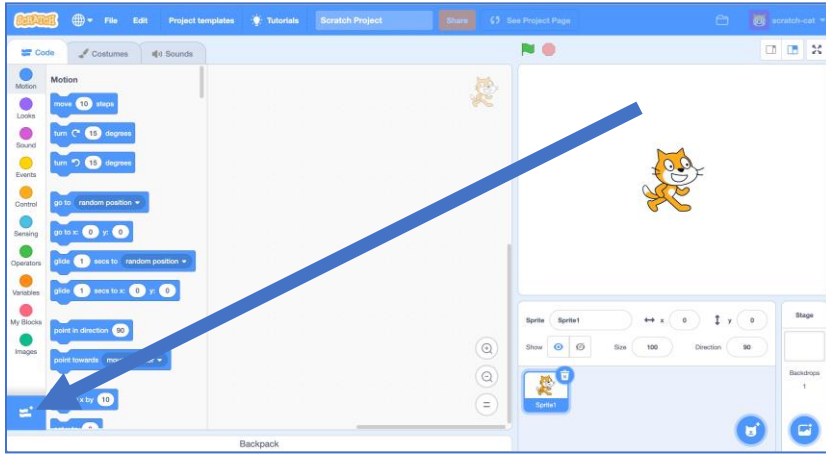 SCRATCH File Edit Project templates Tutorials Scratch Project Share See Project Page scratch-cat
Code Costumes Sounds
Motion
Looks
Sound
Events
Control
Sensing
Operators
Variables
My Blocks
Images
Motion
move 10 steps
turn 15 degrees
turn 15 degrees
go to random position
go to x: 0 y: 0
glide 1 secs to random position
glide 1 secs to x: 0 y: 0
point in direction 90
point towards
x by 10
Backpack
Sprite Sprite1 x 0 y 0
Show Size 100 Direction 90
Sprite1
Stage
Backdrops
1